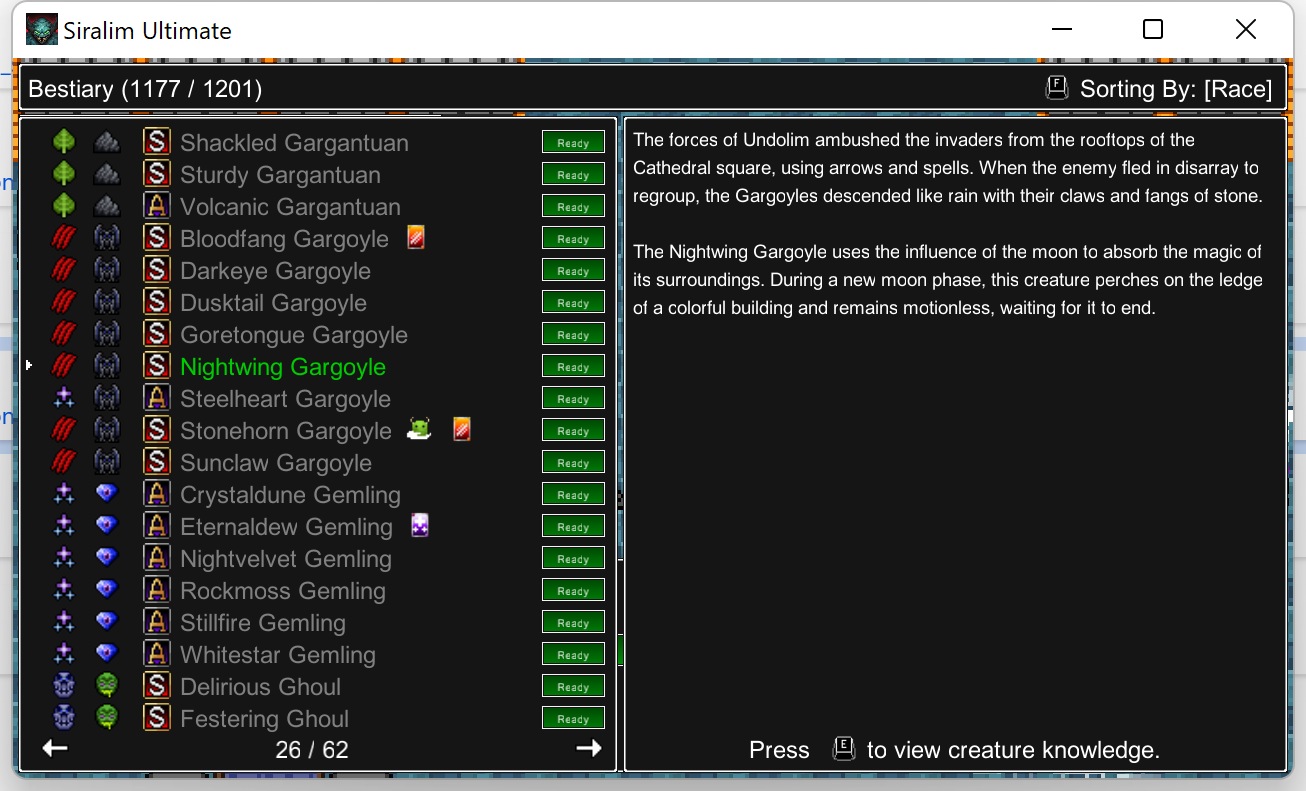 Siralim Ultimate
Bestiary (1177 / 1201)
F Sorting By: [Race]
S Shackled Gargantuan Ready
S Sturdy Gargantuan Ready
A Volcanic Gargantuan Ready
S Bloodfang Gargoyle Ready
S Darkeye Gargoyle Ready
S Dusktail Gargoyle Ready
S Goretongue Gargoyle Ready
S Nightwing Gargoyle Ready
A Steelheart Gargoyle Ready
S Stonehorn Gargoyle Ready
S Sunclaw Gargoyle Ready
A Crystaldune Gemling Ready
A Eternaldew Gemling Ready
A Nightvelvet Gemling Ready
A Rockmoss Gemling Ready
A Stillfire Gemling Ready
A Whitestar Gemling Ready
S Delirious Ghoul Ready
S Festering Ghoul Ready
26 / 62
The forces of Undolim ambushed the invaders from the rooftops of the
Cathedral square, using arrows and spells. When the enemy fled in disarray to
regroup, the Gargoyles descended like rain with their claws and fangs of stone.
The Nightwing Gargoyle uses the influence of the moon to absorb the magic of
its surroundings. During a new moon phase, this creature perches on the ledge
of a colorful building and remains motionless, waiting for it to end.
Press E to view creature knowledge.